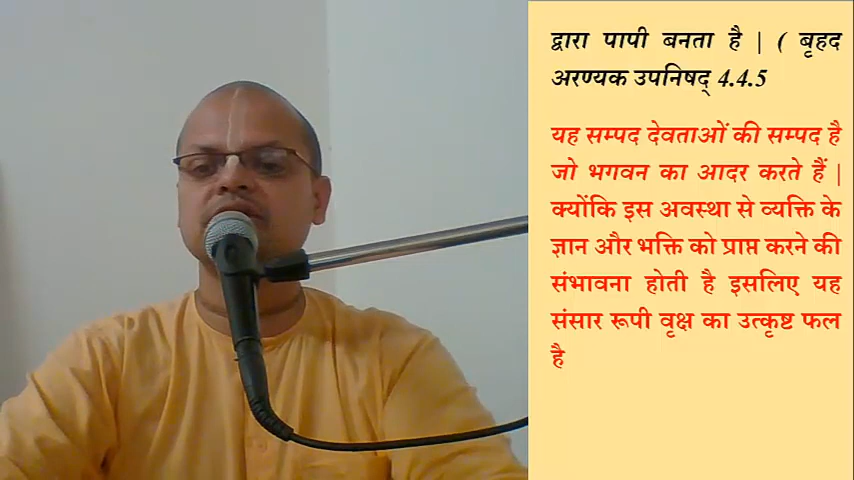 द्वारा पापी बनता है | ( बृहद
अरण्यक उपनिषद् 4.4.5
यह सम्पद देवताओं की सम्पद है
जो भगवन का आदर करते हैं |
क्योंकि इस अवस्था से व्यक्ति के
ज्ञान और भक्ति को प्राप्त करने की
संभावना होती है इसलिए यह
संसार रूपी वृक्ष का उत्कृष्ट फल
है